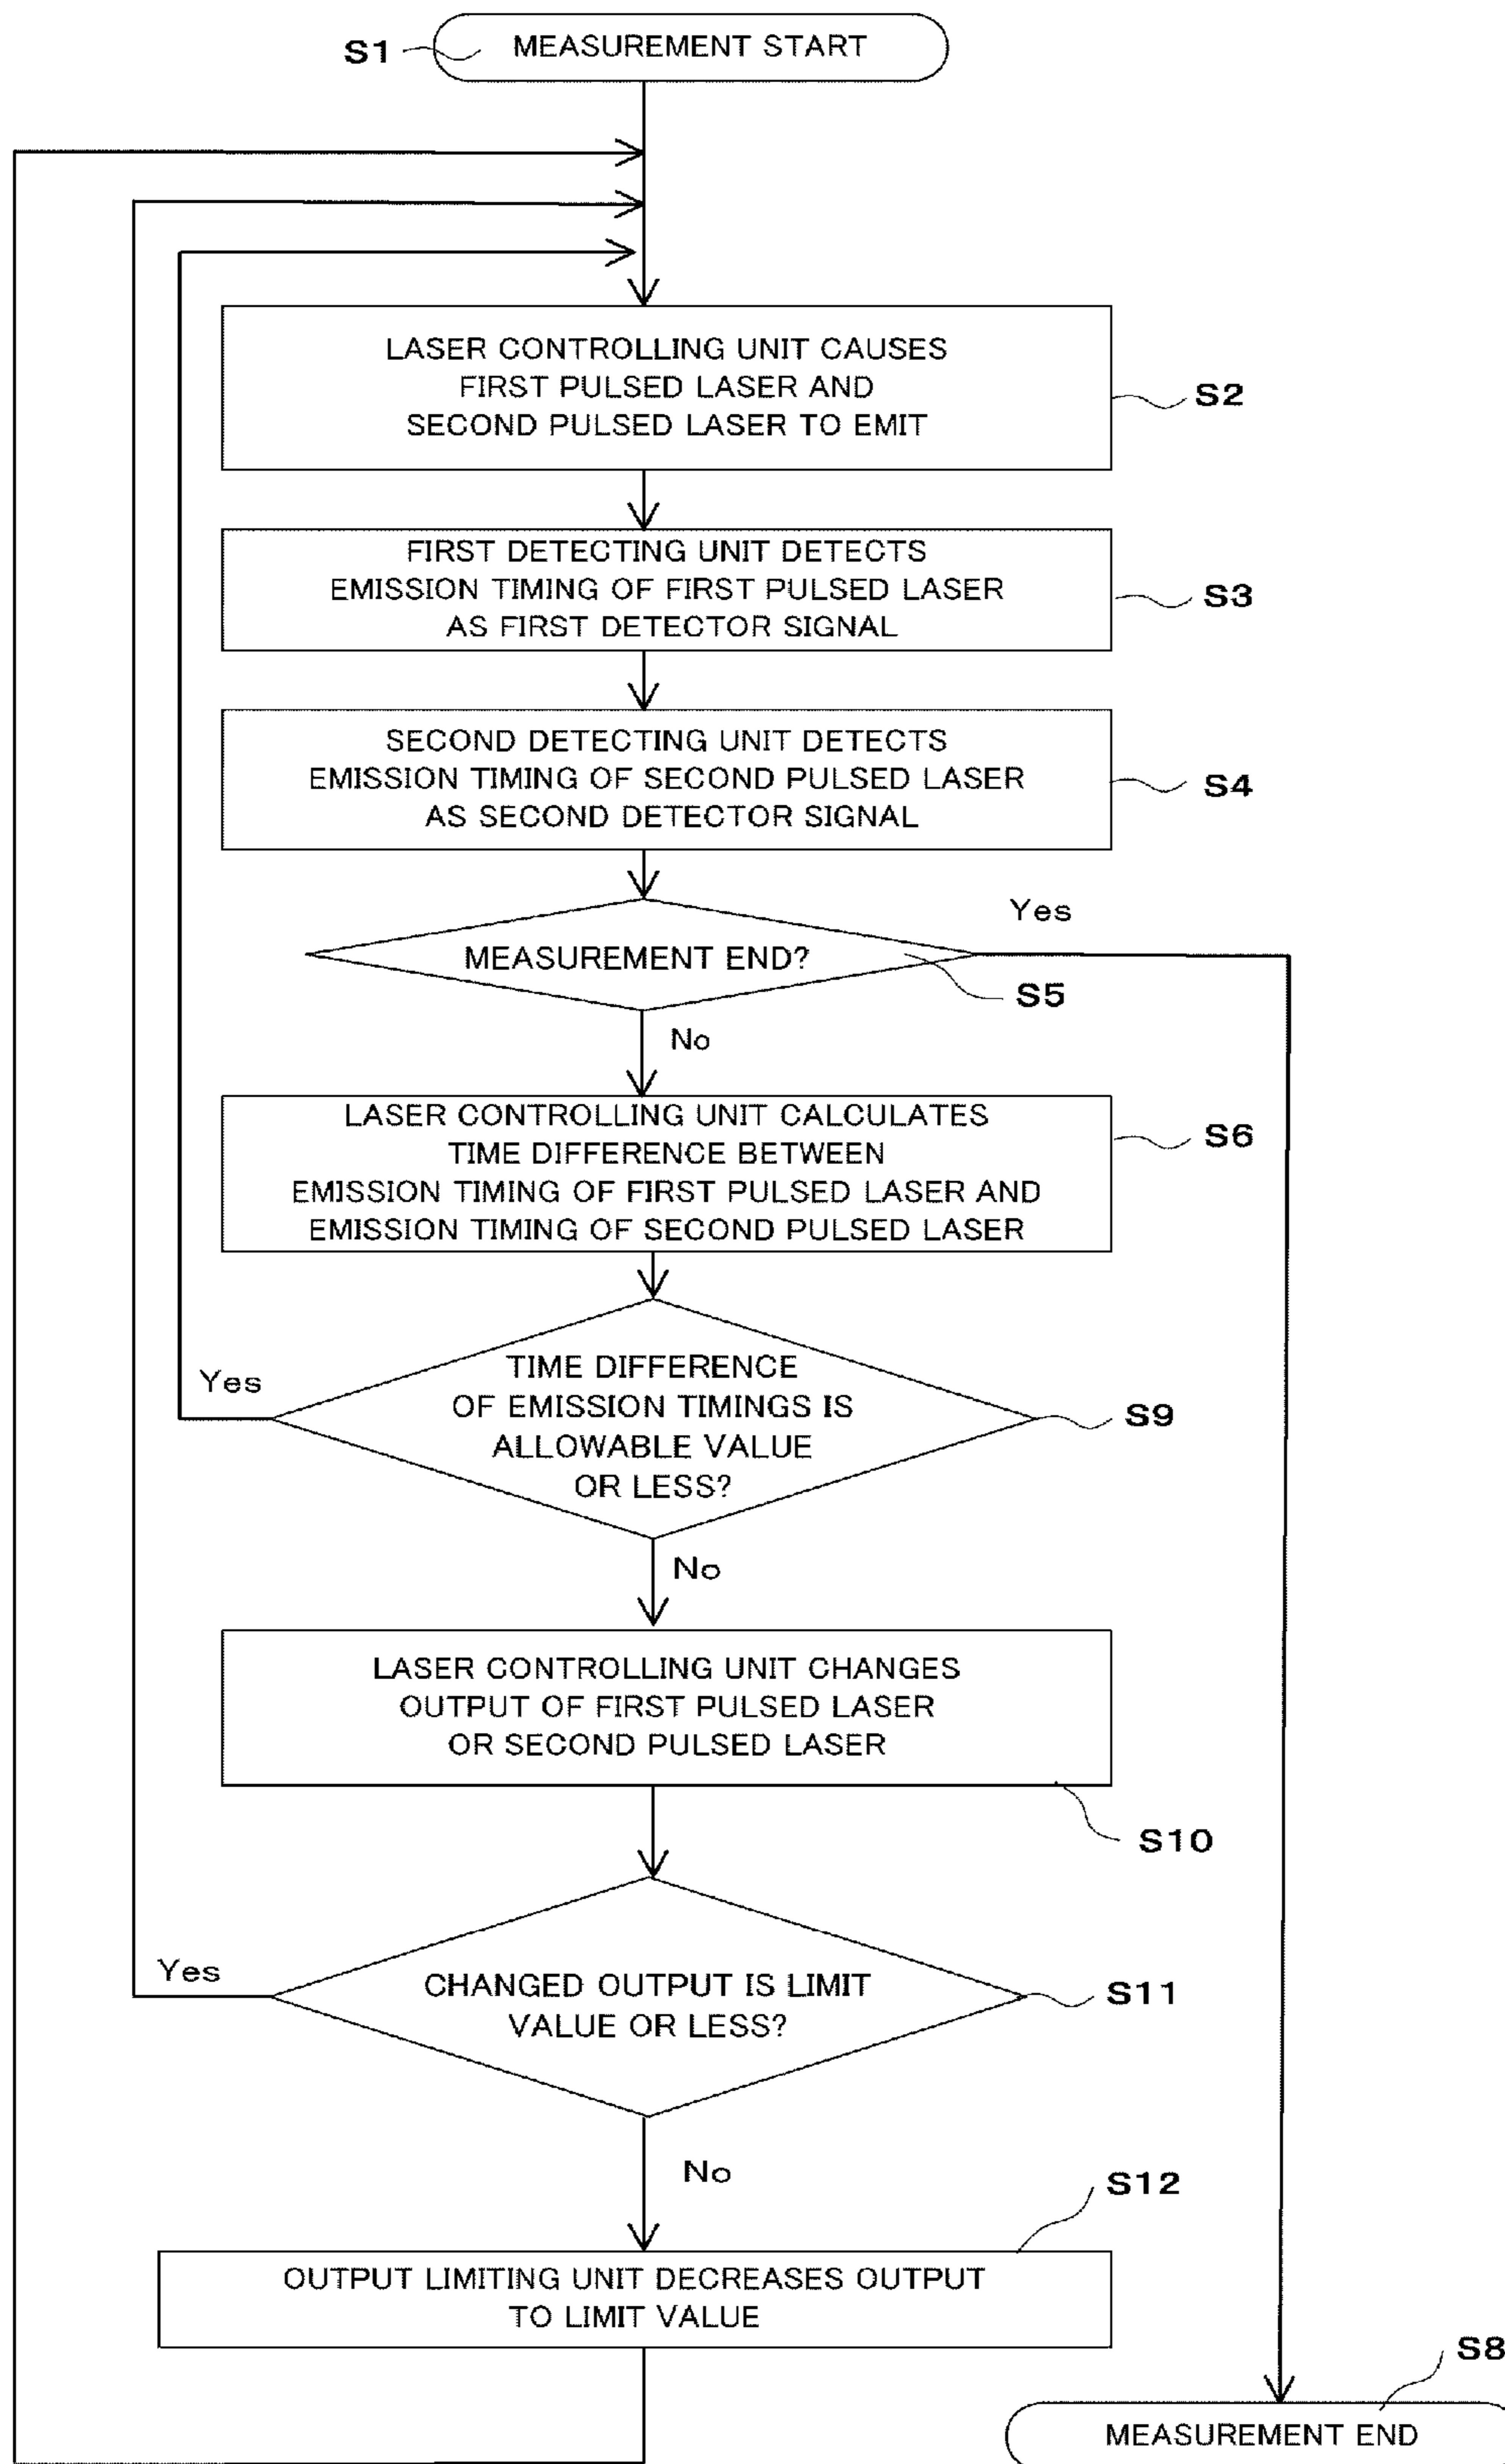 S1
MEASUREMENT START
LASER CONTROLLING UNIT CAUSES
FIRST PULSED LASER AND
SECOND PULSED LASER TO EMIT
S2
FIRST DETECTING UNIT DETECTS
EMISSION TIMING OF FIRST PULSED LASER
AS FIRST DETECTOR SIGNAL
S3
SECOND DETECTING UNIT DETECTS
EMISSION TIMING OF SECOND PULSED LASER
AS SECOND DETECTOR SIGNAL
S4
Yes
MEASUREMENT END?
S5
No
LASER CONTROLLING UNIT CALCULATES
TIME DIFFERENCE BETWEEN
EMISSION TIMING OF FIRST PULSED LASER AND
EMISSION TIMING OF SECOND PULSED LASER
S6
Yes
TIME DIFFERENCE
OF EMISSION TIMINGS IS
ALLOWABLE VALUE
OR LESS?
S9
No
LASER CONTROLLING UNIT CHANGES
OUTPUT OF FIRST PULSED LASER
OR SECOND PULSED LASER
S10
Yes
CHANGED OUTPUT IS LIMIT
VALUE OR LESS?
S11
No
S12
OUTPUT LIMITING UNIT DECREASES OUTPUT
TO LIMIT VALUE
S8
MEASUREMENT END